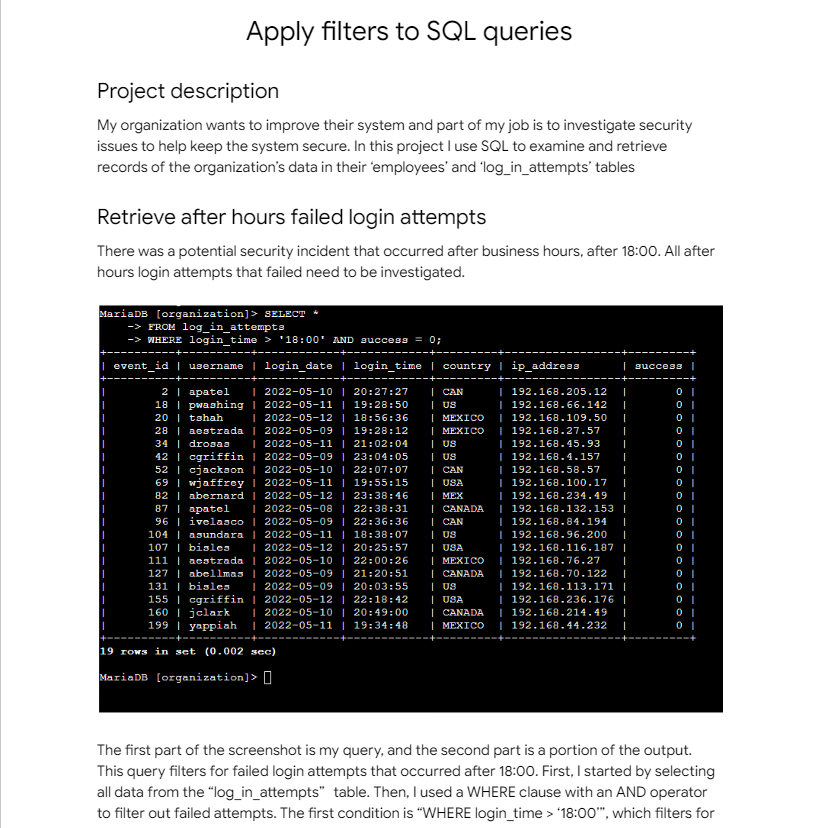 Apply filters to SQL queries
Project description
My organization wants to improve their system and part of my job is to investigate security
issues to help keep the system secure. In this project I use SQL to examine and retrieve
records of the organization's data in their ‘employees’ and ‘log_in_attempts’ tables
Retrieve after hours failed login attempts
There was a potential security incident that occurred after business hours, after 18:00. All after
hours login attempts that failed need to be investigated.
MariaDB [organization]> SELECT *
-> FROM log_in_attempts
-> WHERE login_time > '18:00' AND success = 0;
| event_id | username | login_date | login_time | country | ip_address | success |
| 2 | apatel | 2022-05-10 | 20:27:27 | CAN | 192.168.205.12 | 0 |
| 18 | pwashing | 2022-05-11 | 19:28:50 | US | 192.168.66.142 | 0 |
| 20 | tshah | 2022-05-12 | 18:56:36 | MEXICO | 192.168.109.50 | 0 |
| 28 | aestrada | 2022-05-09 | 19:28:12 | MEXICO | 192.168.27.57 | 0 |
| 34 | drosas | 2022-05-11 | 21:02:04 | US | 192.168.45.93 | 0 |
| 42 | cgriffin | 2022-05-09 | 23:04:05 | US | 192.168.4.157 | 0 |
| 52 | cjackson | 2022-05-10 | 22:07:07 | CAN | 192.168.58.57 | 0 |
| 69 | wjaffrey | 2022-05-11 | 19:55:15 | USA | 192.168.100.17 | 0 |
| 82 | abernard | 2022-05-12 | 23:38:46 | MEX | 192.168.234.49 | 0 |
| 87 | apatel | 2022-05-08 | 22:38:31 | CANADA | 192.168.132.153 | 0 |
| 96 | ivelasco | 2022-05-09 | 22:36:36 | CAN | 192.168.84.194 | 0 |
| 104 | asundara | 2022-05-11 | 18:38:07 | US | 192.168.96.200 | 0 |
| 107 | bisles | 2022-05-12 | 20:25:57 | USA | 192.168.116.187 | 0 |
| 111 | aestrada | 2022-05-10 | 22:00:26 | MEXICO | 192.168.76.27 | 0 |
| 127 | abellmas | 2022-05-09 | 21:20:51 | CANADA | 192.168.70.122 | 0 |
| 131 | bisles | 2022-05-09 | 20:03:55 | US | 192.168.113.171 | 0 |
| 155 | cgriffin | 2022-05-12 | 22:18:42 | USA | 192.168.236.176 | 0 |
| 160 | jclark | 2022-05-10 | 20:49:00 | CANADA | 192.168.214.49 | 0 |
| 199 | yappiah | 2022-05-11 | 19:34:48 | MEXICO | 192.168.44.232 | 0 |
19 rows in set (0.002 sec)
MariaDB [organization]>
The first part of the screenshot is my query, and the second part is a portion of the output.
This query filters for failed login attempts that occurred after 18:00. First, I started by selecting
all data from the “log_in_attempts” table. Then, I used a WHERE clause with an AND operator
to filter out failed attempts. The first condition is “WHERE login_time > ‘18:00’”, which filters for